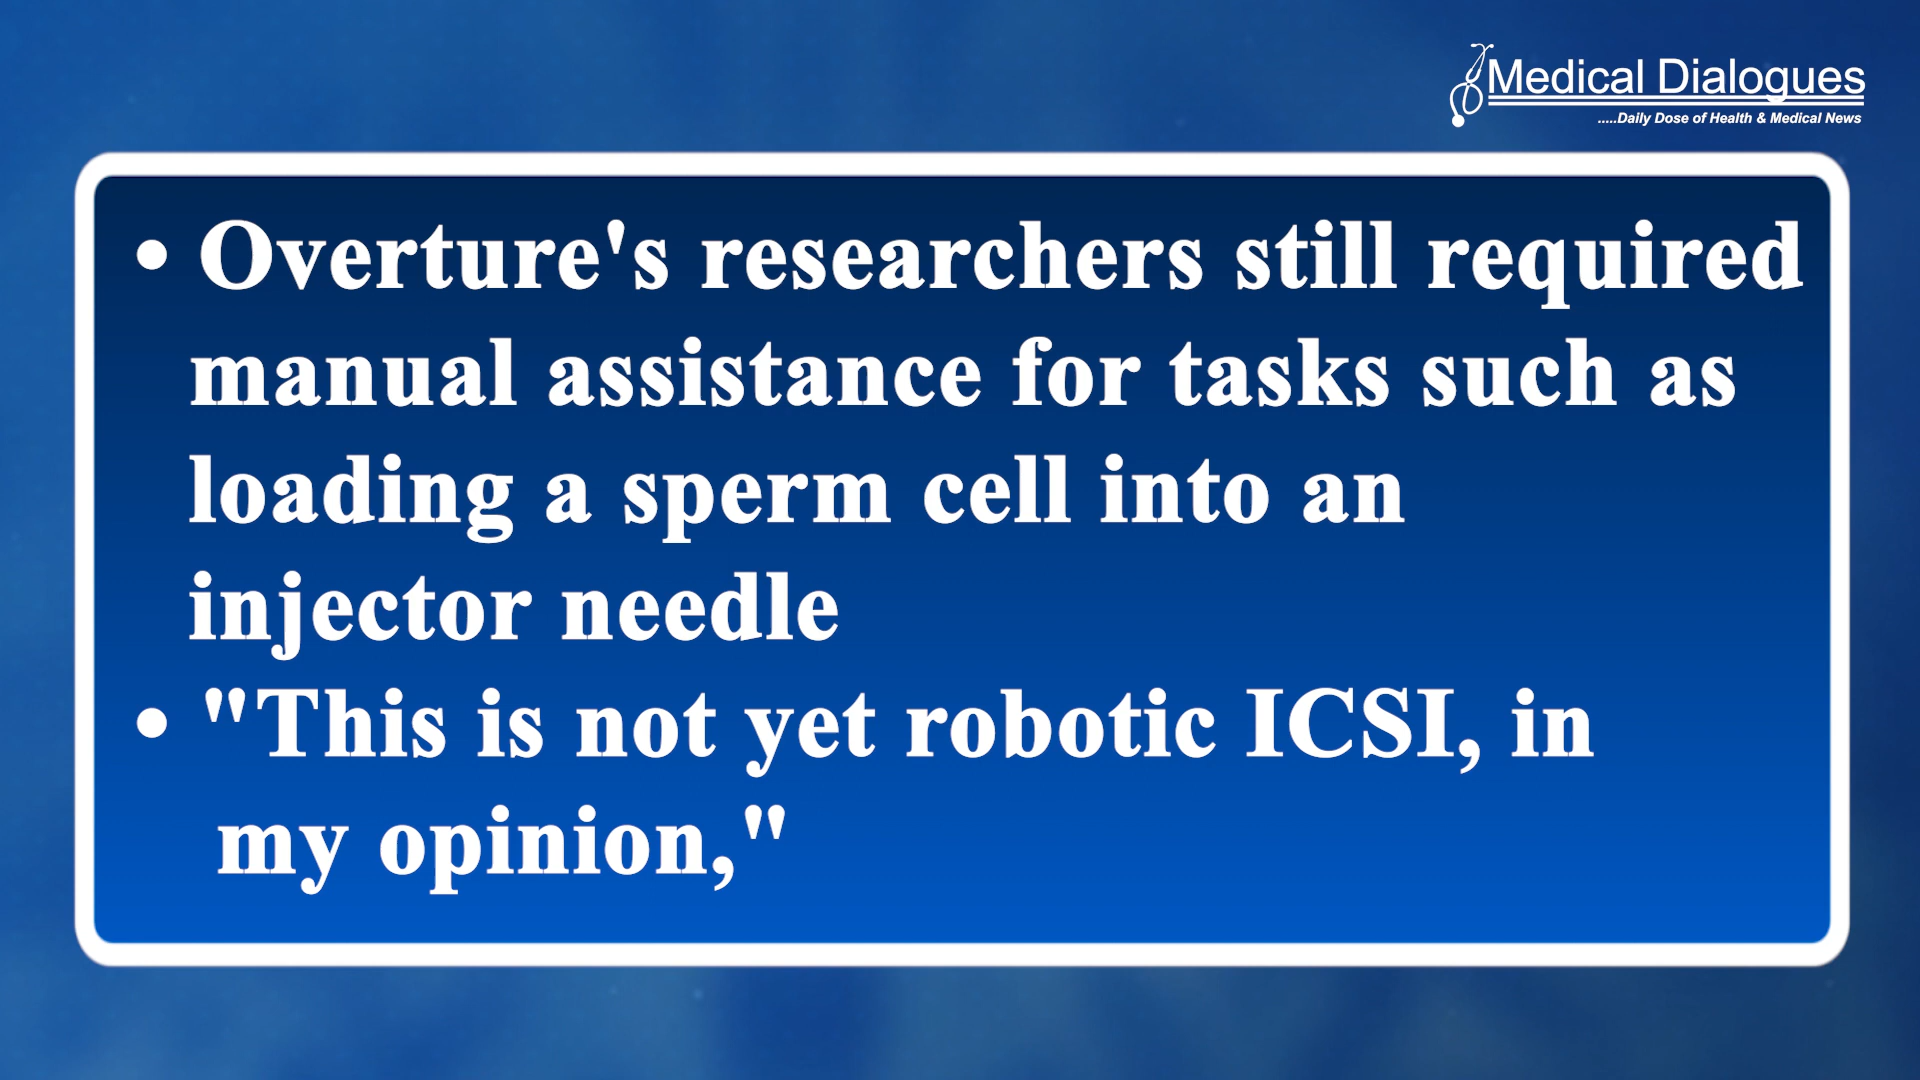 Medical Dialogues
.....Daily Dose of Health & Medical News
• Overture's researchers still required
manual assistance for tasks such as
loading a sperm cell into an
injector needle
• "This is not yet robotic ICSI, in
my opinion,"